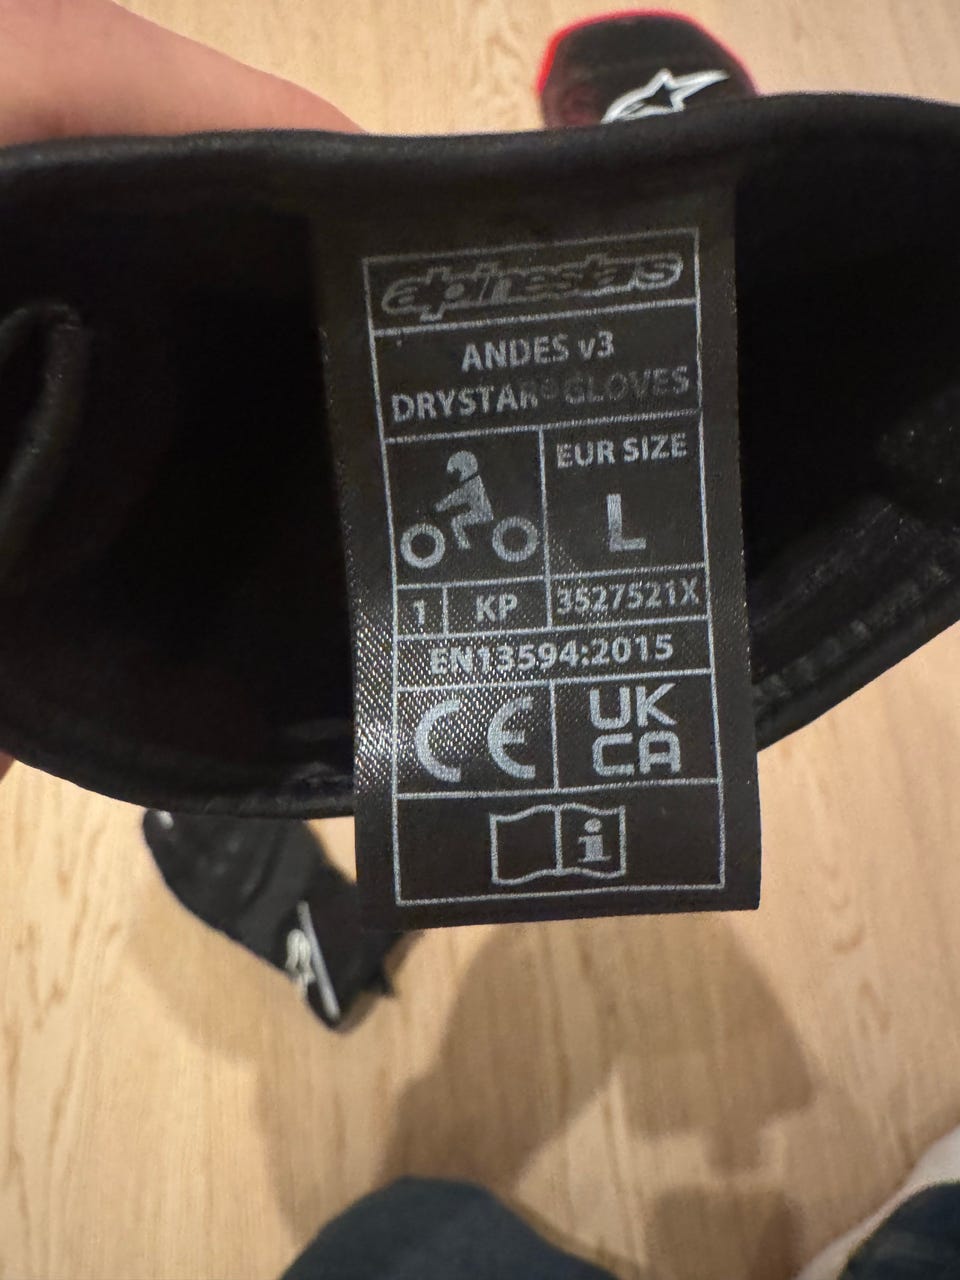 alpinestars
ANDES v3
DRYSTAR® GLOVES
EUR SIZE
L
1 KP 3527521X
EN13594:2015
CE UK
CA
i